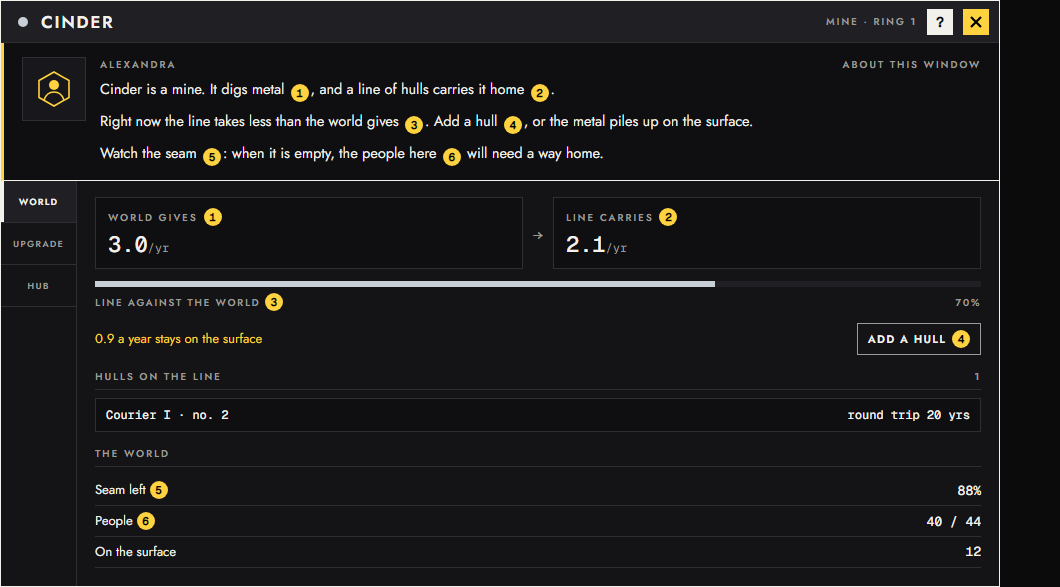 CINDER
MINE · RING 1 ? ✕
ALEXANDRA
ABOUT THIS WINDOW
Cinder is a mine. It digs metal 1, and a line of hulls carries it home 2.
Right now the line takes less than the world gives 3. Add a hull 4, or the metal piles up on the surface.
Watch the seam 5: when it is empty, the people here 6 will need a way home.
WORLD
UPGRADE
HUB
WORLD GIVES 1
3.0/yr
→
LINE CARRIES 2
2.1/yr
LINE AGAINST THE WORLD 3 70%
0.9 a year stays on the surface
ADD A HULL 4
HULLS ON THE LINE 1
Courier I · no. 2 round trip 20 yrs
THE WORLD
Seam left 5 88%
People 6 40 / 44
On the surface 12